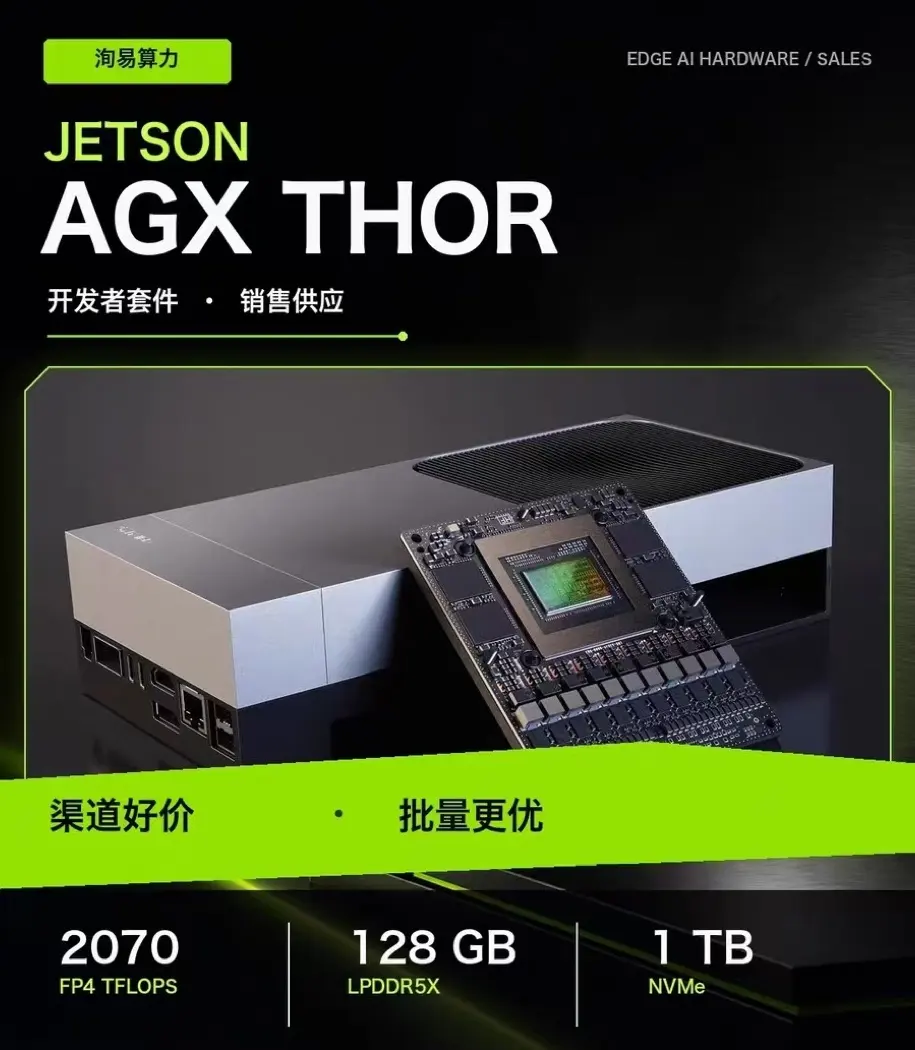 洵易算力
EDGE AI HARDWARE / SALES
JETSON
AGX THOR
开发者套件 · 销售供应
渠道好价 · 批量更优
2070
FP4 TFLOPS
128 GB
LPDDR5X
1 TB
NVMe